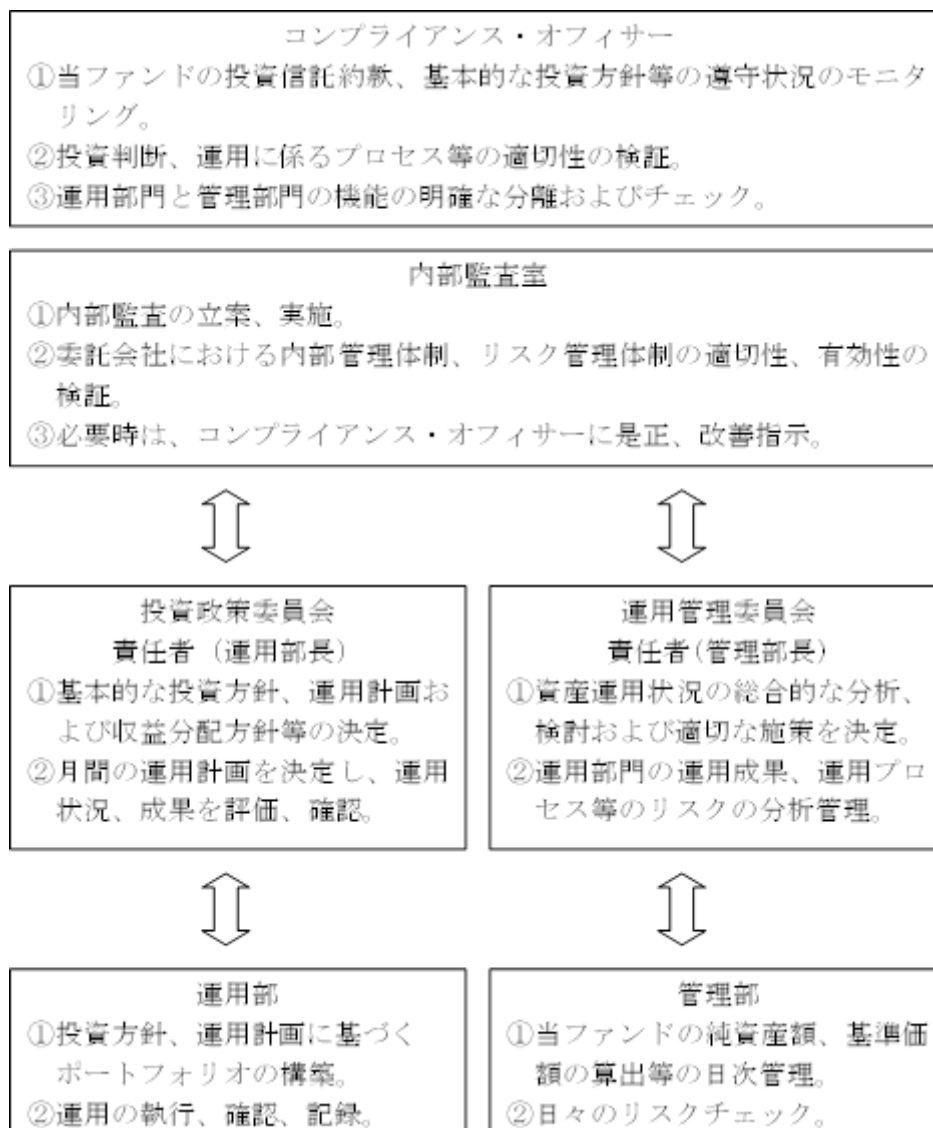 コンプライアンス・オフィサー
①当ファンドの投資信託約款、基本的な投資方針等の遵守状況のモニタ
リング。
②投資判断、運用に係るプロセス等の適切性の検証。
③運用部門と管理部門の機能の明確な分離およびチェック。
内部監査室
①内部監査の立案、実施。
②委託会社における内部管理体制、リスク管理体制の適切性、有効性の
検証。
③必要時は、コンプライアンス・オフィサーに是正、改善指示。
投資政策委員会
責任者（運用部長）
①基本的な投資方針、運用計画お
よび収益分配方針等の決定。
②月間の運用計画を決定し、運用
状況、成果を評価、確認。
運用管理委員会
責任者(管理部長)
①資産運用状況の総合的な分析、
検討および適切な施策を決定。
②運用部門の運用成果、運用プロ
セス等のリスクの分析管理。
運用部
①投資方針、運用計画に基づく
ポートフォリオの構築。
②運用の執行、確認、記録。
管理部
①当ファンドの純資産額、基準価
額の算出等の日次管理。
②日々のリスクチェック。